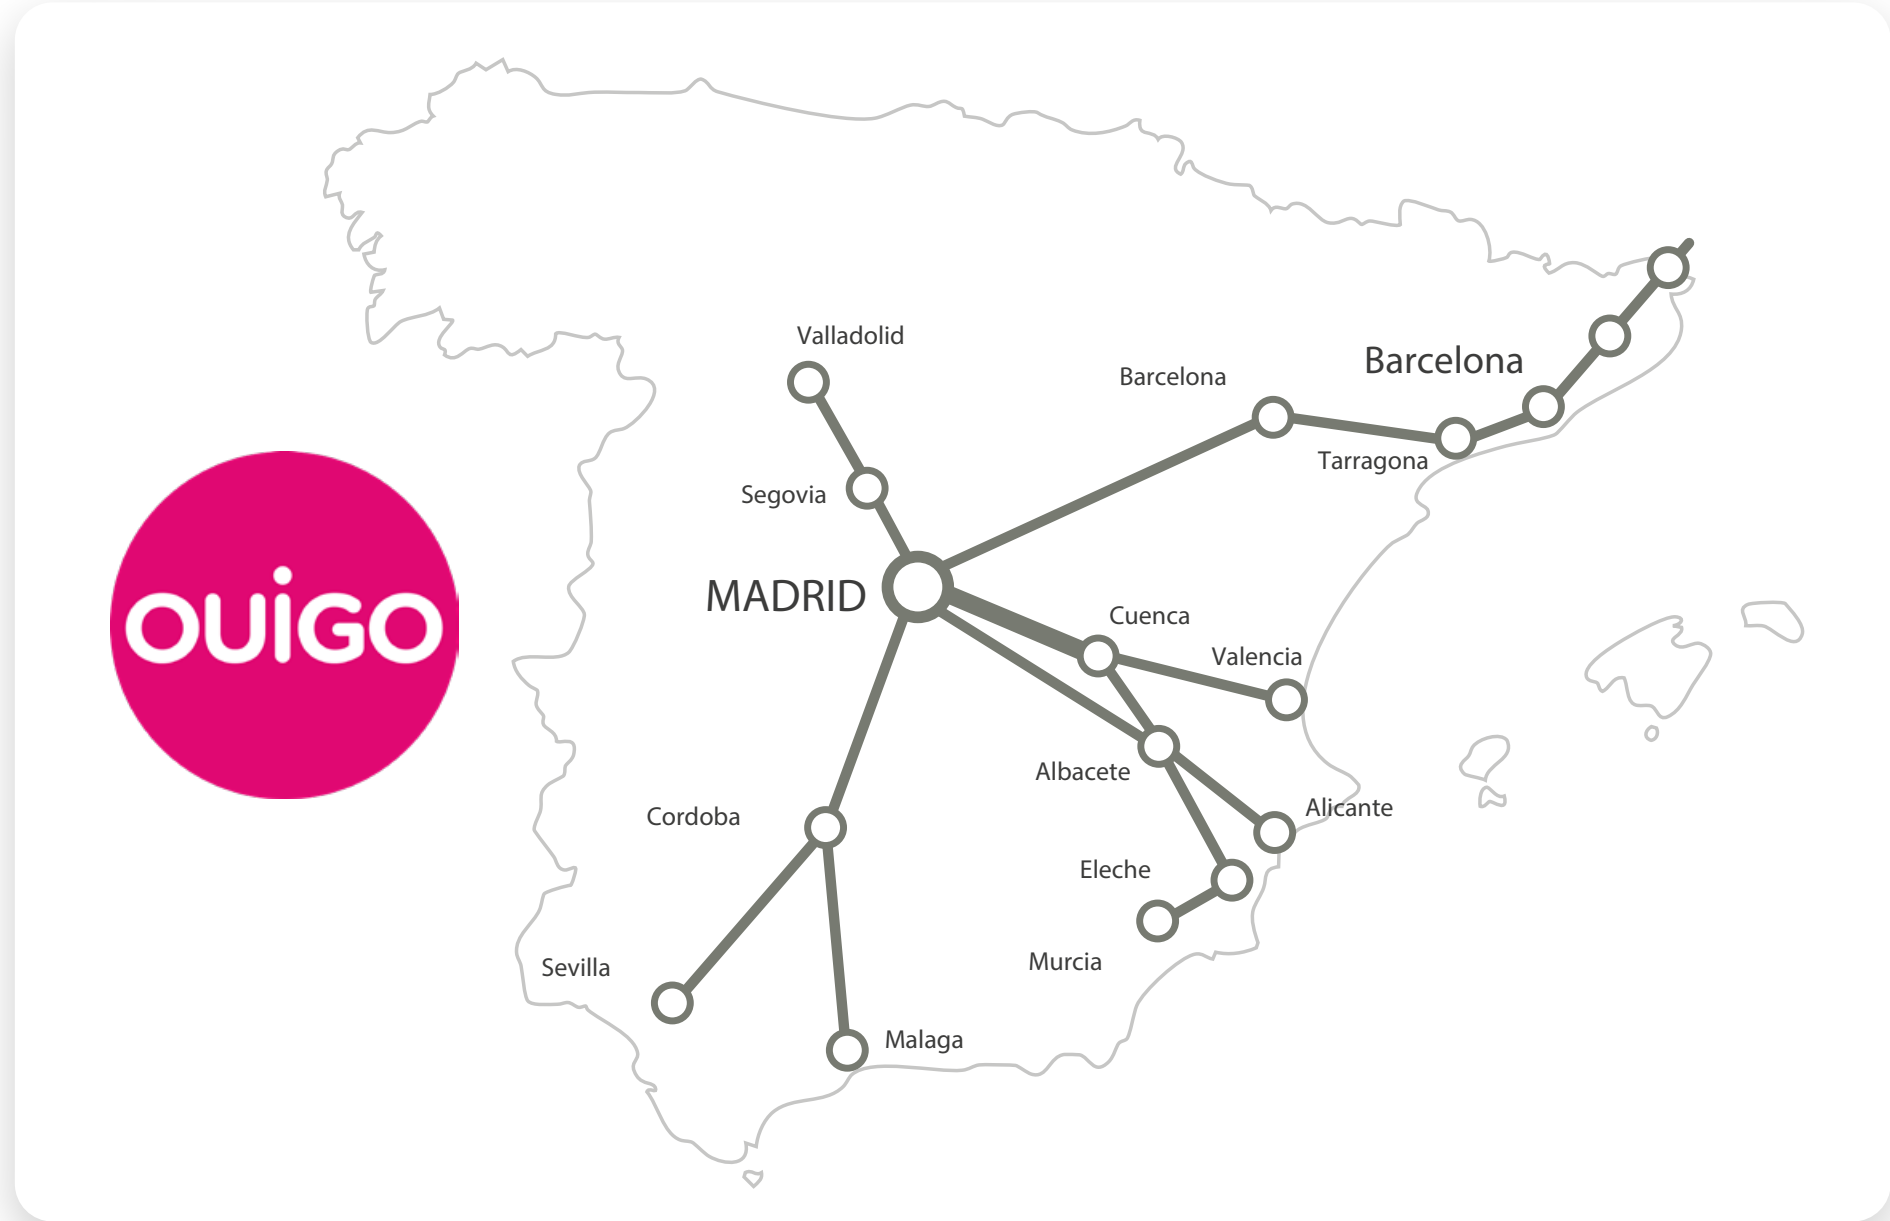 Valladolid
Barcelona
Barcelona
Tarragona
Segovia
MADRID
OUIGO
Cuenca
Valencia
Albacete
Alicante
Cordoba
Eleche
Murcia
Sevilla
Malaga